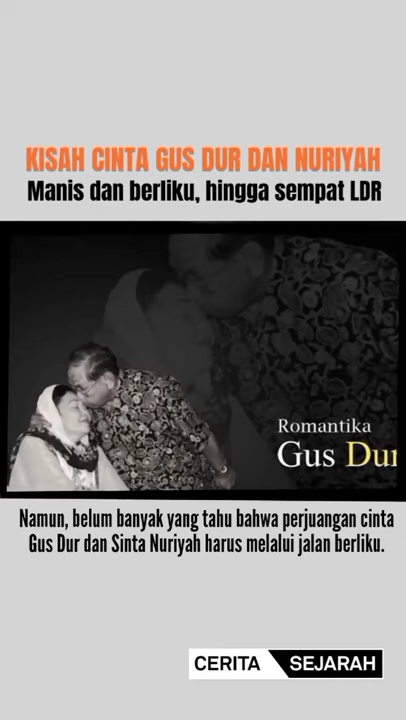 KISAH CINTA GUS DUR DAN NURIYAH
Manis dan berliku, hingga sempat LDR
Romantika
Gus Dur
Namun, belum banyak yang tahu bahwa perjuangan cinta
Gus Dur dan Sinta Nuriyah harus melalui jalan berliku.
CERITA SEJARAH